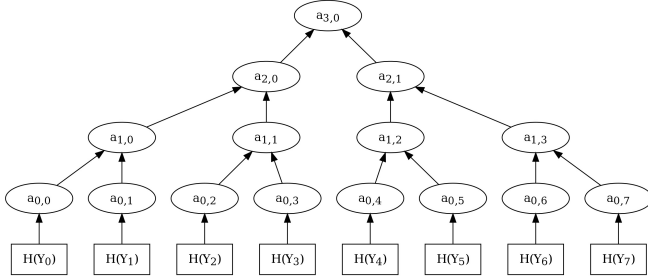 a3,0
a2,0 a2,1
a1,0 a1,1 a1,2 a1,3
a0,0 a0,1 a0,2 a0,3 a0,4 a0,5 a0,6 a0,7
H(Y0) H(Y1) H(Y2) H(Y3) H(Y4) H(Y5) H(Y6) H(Y7)